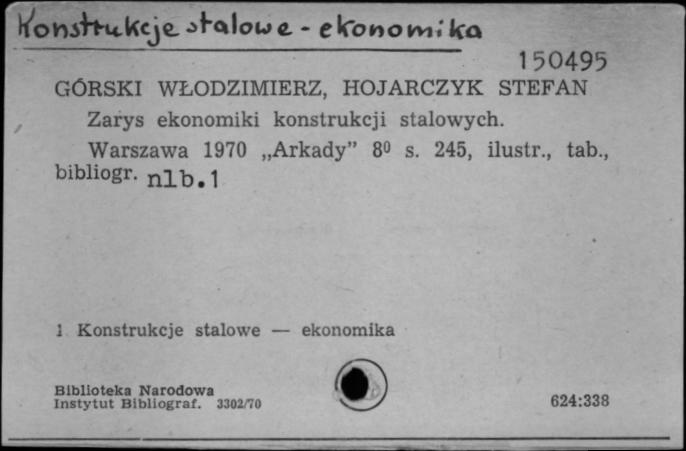 Konstrukcje stalowe - ekonomika
150495
GÓRSKI WŁODZIMIERZ, HOJARCZYK STEFAN
Zarys ekonomiki konstrukcji stalowych.
Warszawa 1970 „Arkady” 8⁰ s. 245, ilustr., tab.,
bibliogr. nlb.1
1 Konstrukcje stalowe — ekonomika
Biblioteka Narodowa
Instytut Bibliograf. 3302/70
624:338